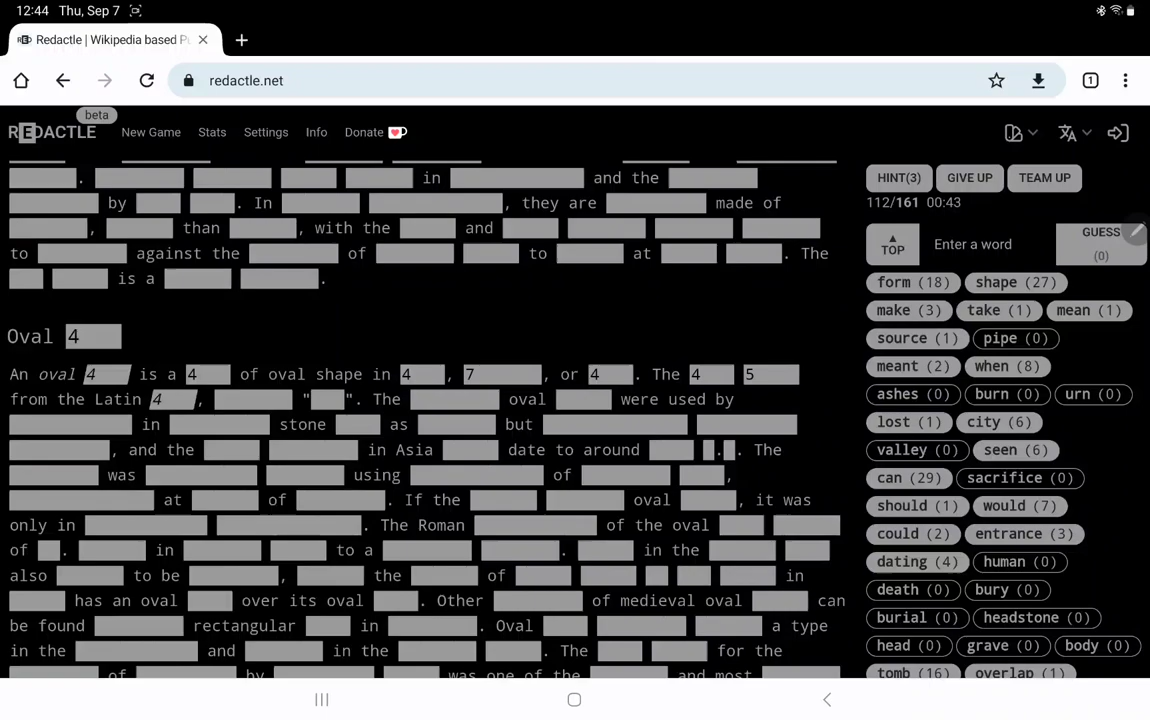 12:44 Thu, Sep 7
Redactle | Wikipedia based P
redactle.net
1
REDACTLE beta New Game Stats Settings Info Donate
. in and the
by . In , they are made of
, than , with the and
to against the of to at . The
is a .
Oval 4
An oval 4 is a 4 of oval shape in 4 , 7 , or 4 . The 4 5
from the Latin 4 , " ". The oval were used by
in stone as but
, and the in Asia date to around . . The
was using of ,
at of . If the oval , it was
only in . The Roman of the oval
of . in to a . in the
also to be , the of in
has an oval over its oval . Other of medieval oval can
be found rectangular in . Oval a type
in the and in the . The for the
of by was one of the and most
HINT(3) GIVE UP TEAM UP
112/161 00:43
▲ TOP
Enter a word
GUESS (0)
form (18) shape (27)
make (3) take (1) mean (1)
source (1) pipe (0)
meant (2) when (8)
ashes (0) burn (0) urn (0)
lost (1) city (6)
valley (0) seen (6)
can (29) sacrifice (0)
should (1) would (7)
could (2) entrance (3)
dating (4) human (0)
death (0) bury (0)
burial (0) headstone (0)
head (0) grave (0) body (0)
tomb (16) overlap (1)